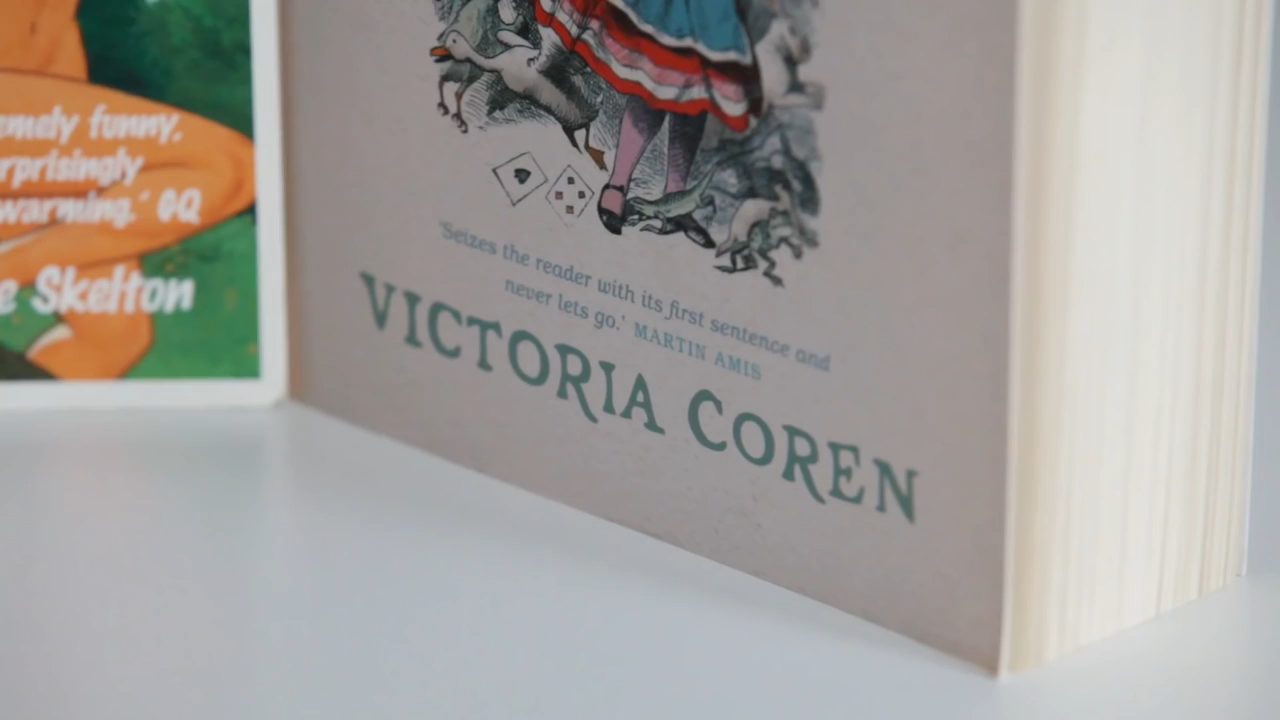 emely funny,
rprisingly
warming.' GQ
e Skelton
'Seizes the reader with its first sentence and
never lets go.' MARTIN AMIS
VICTORIA COREN